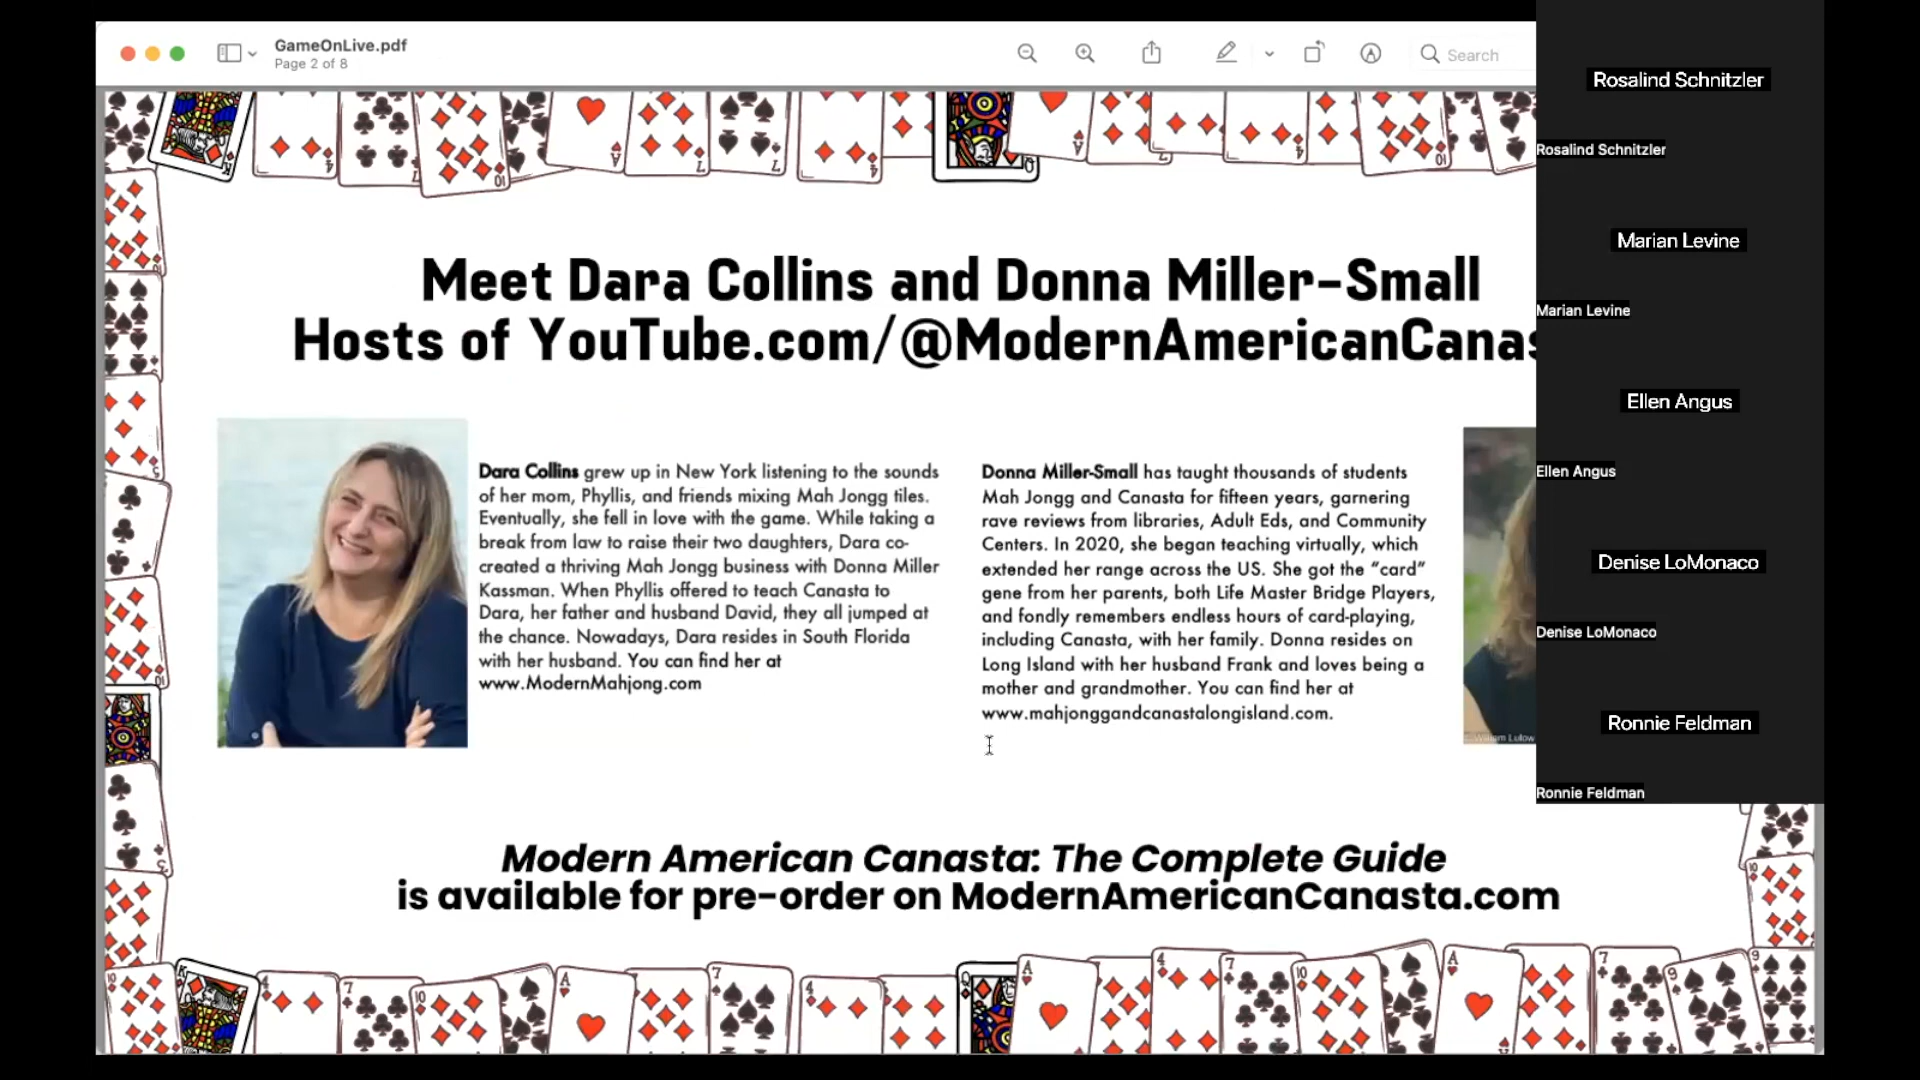 GameOnLive.pdf
Page 2 of 8
Search
Meet Dara Collins and Donna Miller-Small
Hosts of YouTube.com/@ModernAmericanCanas
Dara Collins grew up in New York listening to the sounds
of her mom, Phyllis, and friends mixing Mah Jongg tiles.
Eventually, she fell in love with the game. While taking a
break from law to raise their two daughters, Dara co-
created a thriving Mah Jongg business with Donna Miller
Kassman. When Phyllis offered to teach Canasta to
Dara, her father and husband David, they all jumped at
the chance. Nowadays, Dara resides in South Florida
with her husband. You can find her at
www.ModernMahjong.com
Donna Miller-Small has taught thousands of students
Mah Jongg and Canasta for fifteen years, garnering
rave reviews from libraries, Adult Eds, and Community
Centers. In 2020, she began teaching virtually, which
extended her range across the US. She got the “card”
gene from her parents, both Life Master Bridge Players,
and fondly remembers endless hours of card-playing,
including Canasta, with her family. Donna resides on
Long Island with her husband Frank and loves being a
mother and grandmother. You can find her at
www.mahjonggandcanastalongisland.com.
William Lulow
Modern American Canasta: The Complete Guide
is available for pre-order on ModernAmericanCanasta.com
Rosalind Schnitzler
Rosalind Schnitzler
Marian Levine
Marian Levine
Ellen Angus
Ellen Angus
Denise LoMonaco
Denise LoMonaco
Ronnie Feldman
Ronnie Feldman